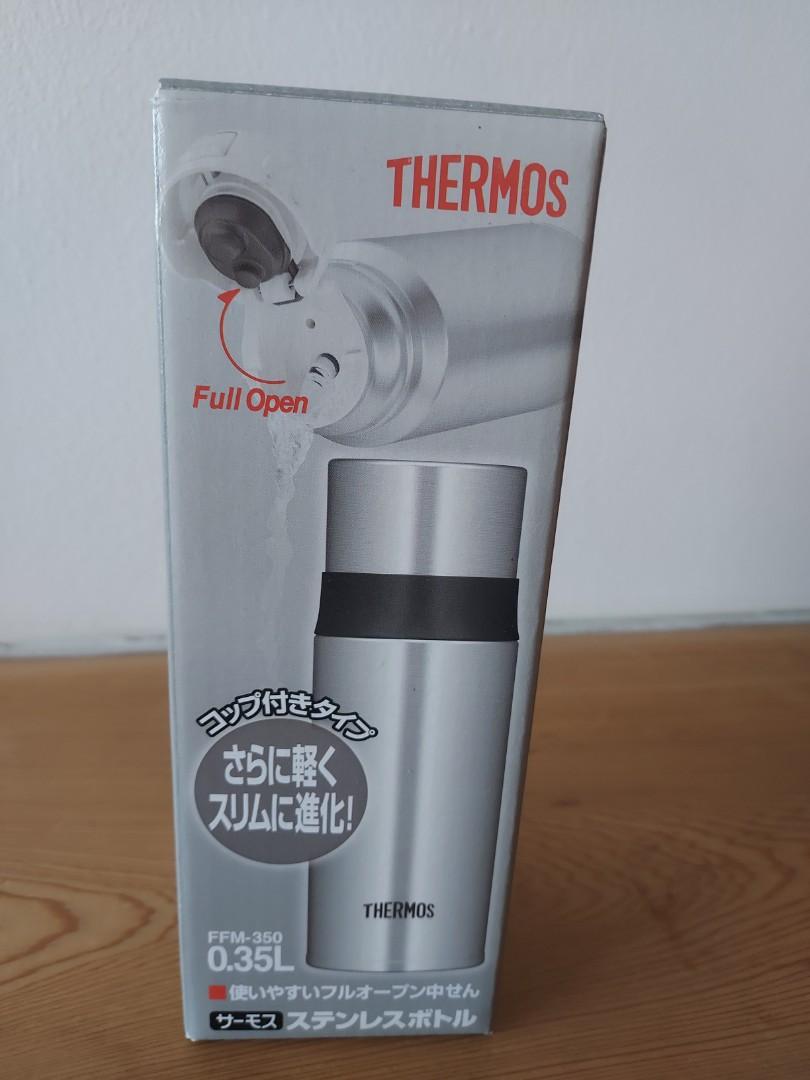 THERMOS
Full Open
コップ付きタイプ
さらに軽く
スリムに進化!
THERMOS
FFM-350
0.35L
■使いやすいフルオープン中せん
サーモス ステンレスボトル